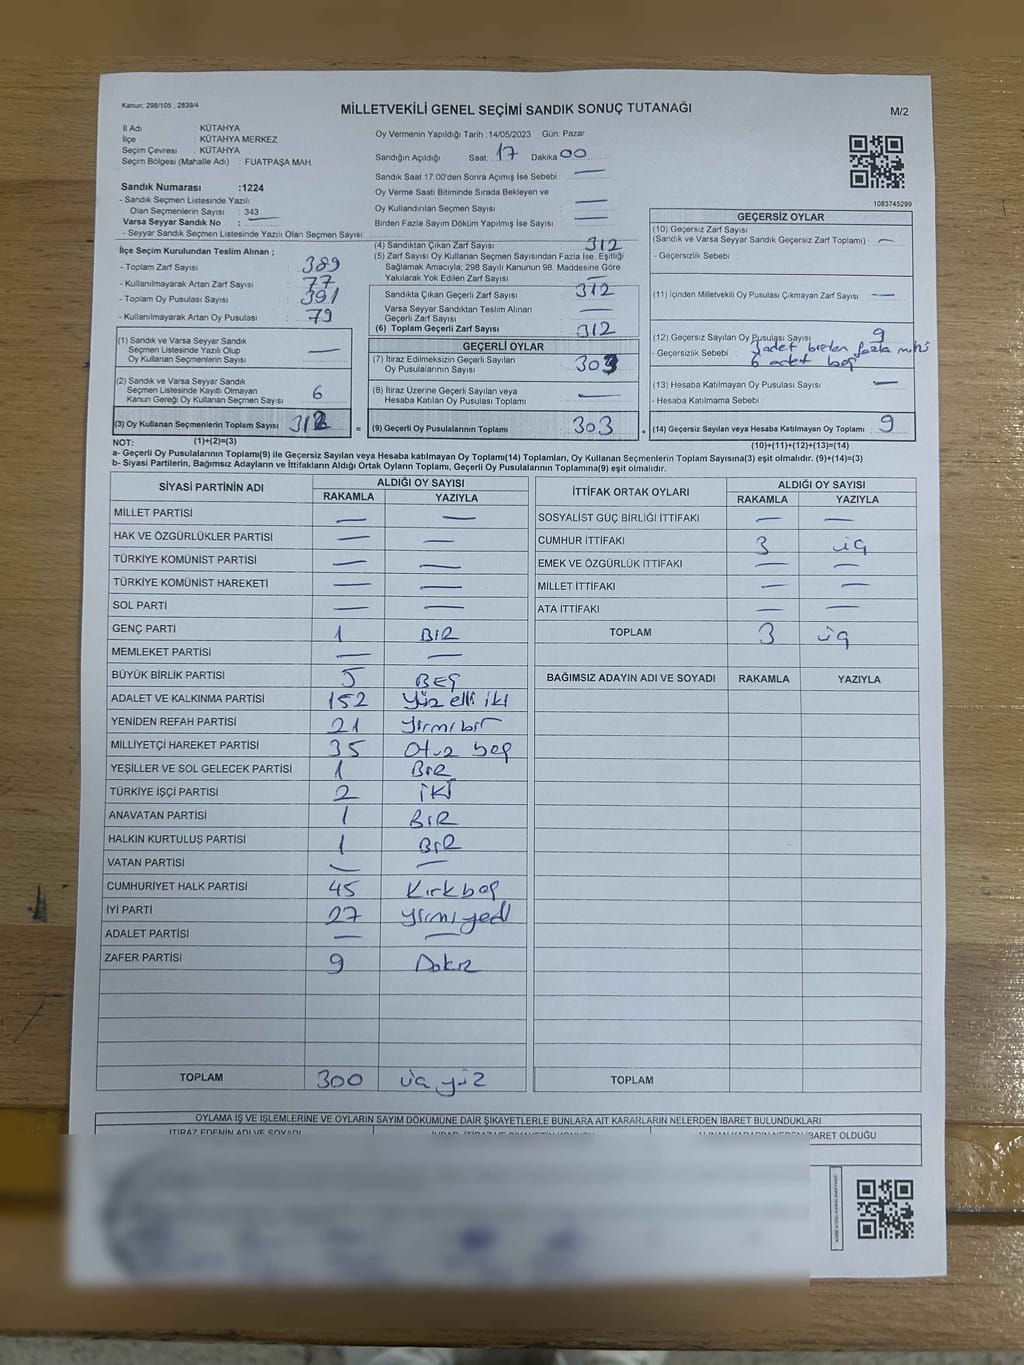 Kanun; 298/105 , 2839/4
MİLLETVEKİLİ GENEL SEÇİMİ SANDIK SONUÇ TUTANAĞI
M/2
İl Adı : KÜTAHYA
İlçe : KÜTAHYA MERKEZ
Seçim Çevresi : KÜTAHYA
Seçim Bölgesi (Mahalle Adı) : FUATPAŞA MAH.
Oy Vermenin Yapıldığı Tarih :14/05/2023 Gün: Pazar
Sandığın Açıldığı Saat: 17 Dakika 00
Sandık Saat 17:00'den Sonra Açımış İse Sebebi : —
Oy Verme Saati Bitiminde Sırada Bekleyen ve
Oy Kullandırılan Seçmen Sayısı : —
Birden Fazla Sayım Döküm Yapılmış İse Sayısı : —
1083745299
Sandık Numarası :1224
- Sandık Seçmen Listesinde Yazılı
Olan Seçmenlerin Sayısı : 343
Varsa Seyyar Sandık No : —
- Seyyar Sandık Seçmen Listesinde Yazılı Olan Seçmen Sayısı:
İlçe Seçim Kurulundan Teslim Alınan ;
- Toplam Zarf Sayısı : 389
- Kullanılmayarak Artan Zarf Sayısı : 77
- Toplam Oy Pusulası Sayısı : 391
- Kullanılmayarak Artan Oy Pusulası : 79
(1) Sandık ve Varsa Seyyar Sandık
Seçmen Listesinde Yazılı Olup
Oy Kullanan Seçmenlerin Sayısı —
(2) Sandık ve Varsa Seyyar Sandık
Seçmen Listesinde Kayıtlı Olmayan
Kanun Gereği Oy Kullanan Seçmen Sayısı 6
(3) Oy Kullanan Seçmenlerin Toplam Sayısı 312 =
(1)+(2)=(3)
(4) Sandıktan Çıkan Zarf Sayısı 312
(5) Zarf Sayısı Oy Kullanan Seçmen Sayısından Fazla İse, Eşitliği
Sağlamak Amacıyla, 298 Sayılı Kanunun 98. Maddesine Göre
Yakılarak Yok Edilen Zarf Sayısı —
Sandıkta Çıkan Geçerli Zarf Sayısı 312
Varsa Seyyar Sandıktan Teslim Alınan
Geçerli Zarf Sayısı —
(6) Toplam Geçerli Zarf Sayısı 312
GEÇERLİ OYLAR
(7) İtiraz Edilmeksizin Geçerli Sayılan
Oy Pusulalarının Sayısı 303
(8) İtiraz Üzerine Geçerli Sayılan veya
Hesaba Katılan Oy Pusulası Toplamı —
(9) Geçerli Oy Pusulalarının Toplamı 303
GEÇERSİZ OYLAR
(10) Geçersiz Zarf Sayısı
(Sandık ve Varsa Seyyar Sandık Geçersiz Zarf Toplamı) : —
- Geçersizlik Sebebi :
(11) İçinden Milletvekili Oy Pusulası Çıkmayan Zarf Sayısı : —
(12) Geçersiz Sayılan Oy Pusulası Sayısı : 9
- Geçersizlik Sebebi : 3 adet birden fazla mühür
6 adet boş
(13) Hesaba Katılmayan Oy Pusulası Sayısı : —
- Hesaba Katılmama Sebebi :
(14) Geçersiz Sayılan veya Hesaba Katılmayan Oy Toplamı : 9
(10)+(11)+(12)+(13)=(14)
NOT:
a- Geçerli Oy Pusulalarının Toplamı(9) ile Geçersiz Sayılan veya Hesaba katılmayan Oy Toplamı(14) Toplamları, Oy Kullanan Seçmenlerin Toplam Sayısına(3) eşit olmalıdır. (9)+(14)=(3)
b- Siyasi Partilerin, Bağımsız Adayların ve İttifakların Aldığı Ortak Oyların Toplamı, Geçerli Oy Pusulalarının Toplamına(9) eşit olmalıdır.
SİYASİ PARTİNİN ADI ALDIĞI OY SAYISI
RAKAMLA YAZIYLA
MİLLET PARTİSİ — —
HAK VE ÖZGÜRLÜKLER PARTİSİ — —
TÜRKİYE KOMÜNİST PARTİSİ — —
TÜRKİYE KOMÜNİST HAREKETİ — —
SOL PARTİ — —
GENÇ PARTİ 1 BİR
MEMLEKET PARTİSİ — —
BÜYÜK BİRLİK PARTİSİ 5 BEŞ
ADALET VE KALKINMA PARTİSİ 152 Yüz elli iki
YENİDEN REFAH PARTİSİ 21 Yirmi bir
MİLLİYETÇİ HAREKET PARTİSİ 35 Otuz beş
YEŞİLLER VE SOL GELECEK PARTİSİ 1 BİR
TÜRKİYE İŞÇİ PARTİSİ 2 İKİ
ANAVATAN PARTİSİ 1 BİR
HALKIN KURTULUŞ PARTİSİ 1 BİR
VATAN PARTİSİ — —
CUMHURİYET HALK PARTİSİ 45 Kırkbeş
İYİ PARTİ 27 yirmiyedi
ADALET PARTİSİ — —
ZAFER PARTİSİ 9 Dokuz
TOPLAM 300 üç yüz
İTTİFAK ORTAK OYLARI ALDIĞI OY SAYISI
RAKAMLA YAZIYLA
SOSYALİST GÜÇ BİRLİĞİ İTTİFAKI — —
CUMHUR İTTİFAKI 3 üç
EMEK VE ÖZGÜRLÜK İTTİFAKI — —
MİLLET İTTİFAKI — —
ATA İTTİFAKI — —
TOPLAM 3 üç
BAĞIMSIZ ADAYIN ADI VE SOYADI RAKAMLA YAZIYLA
TOPLAM
OYLAMA İŞ VE İŞLEMLERİNE VE OYLARIN SAYIM DÖKÜMÜNE DAİR ŞİKAYETLERLE BUNLARA AİT KARARLARIN NELERDEN İBARET BULUNDUKLARI
İTİRAZ EDENİN ADI VE SOYADI
İBARET OLDUĞU